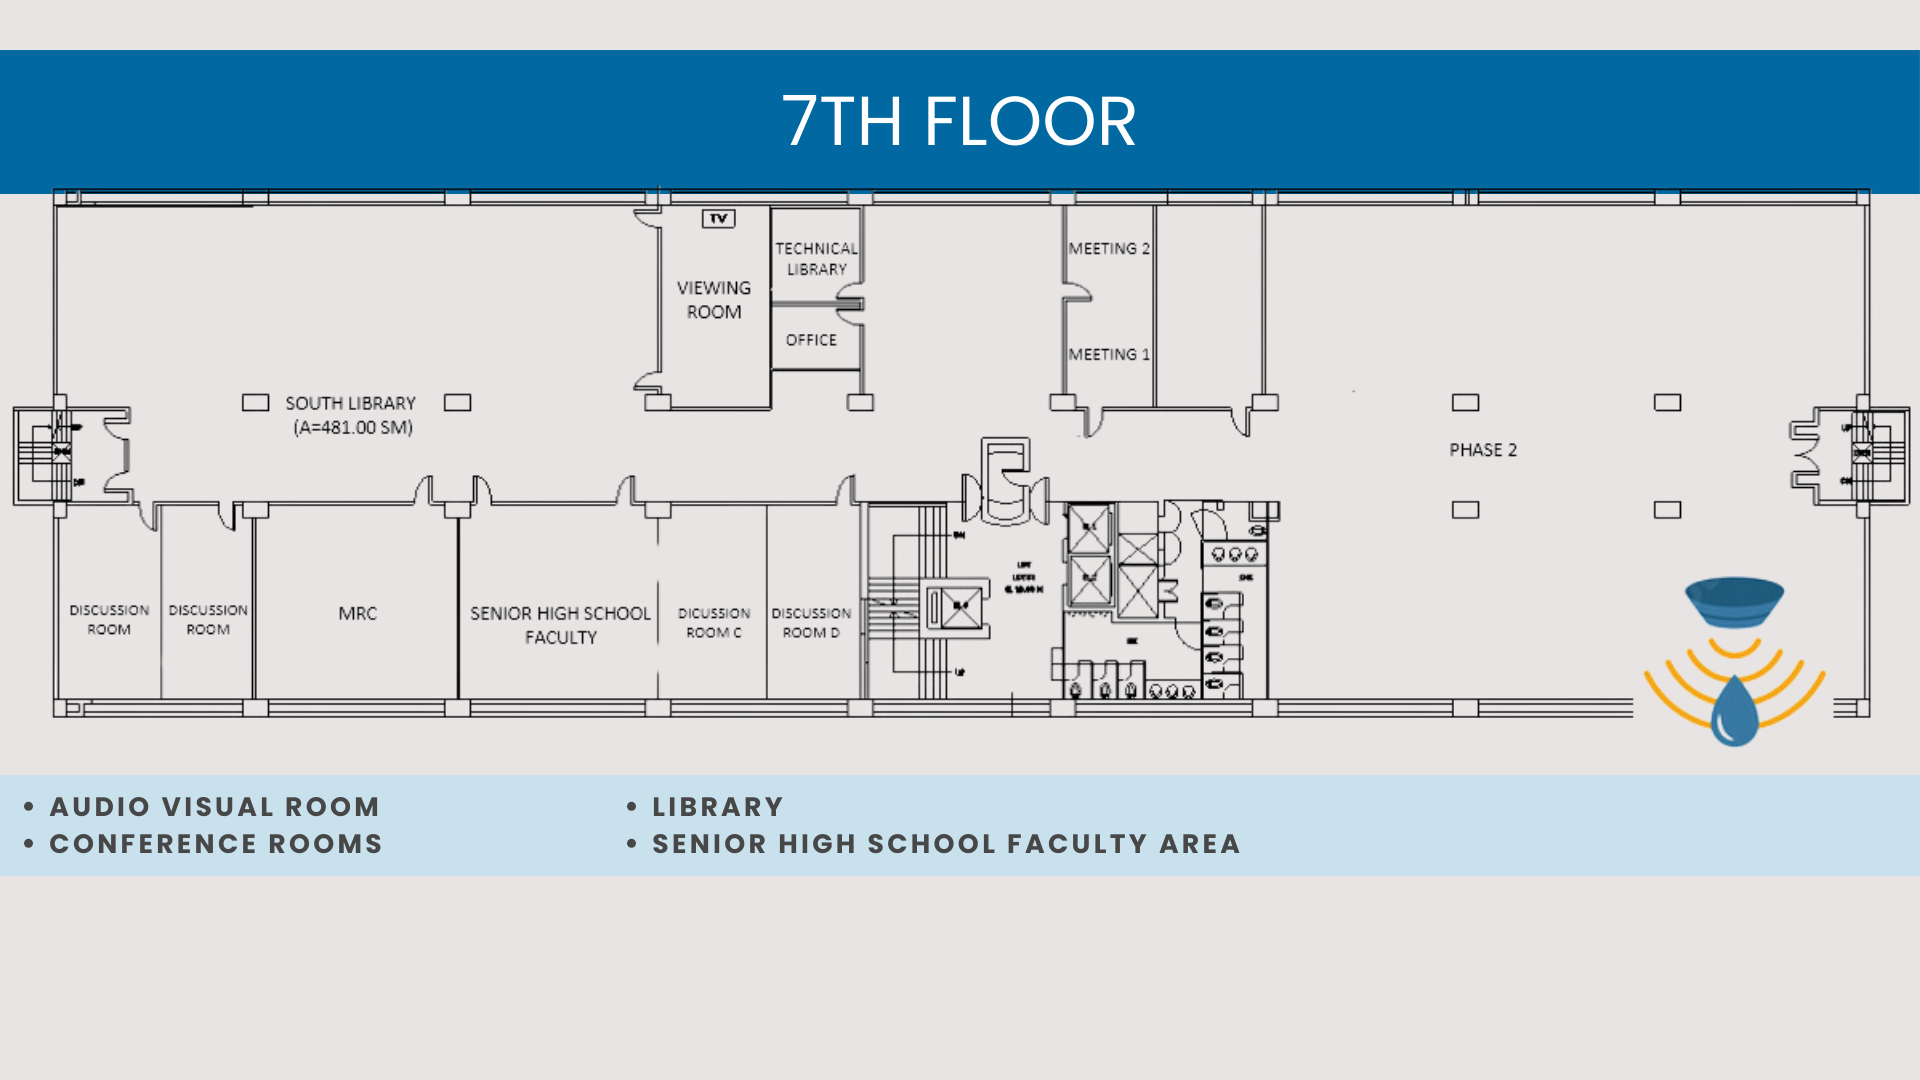 7TH FLOOR
TV
TECHNICAL
LIBRARY
MEETING 2
VIEWING
ROOM
OFFICE
MEETING 1
SOUTH LIBRARY
(A=481.00 SM)
PHASE 2
DISCUSSION
ROOM
DISCUSSION
ROOM
MRC
SENIOR HIGH SCHOOL
FACULTY
DICUSSION
ROOM C
DISCUSSION
ROOM D
• AUDIO VISUAL ROOM
• CONFERENCE ROOMS
• LIBRARY
• SENIOR HIGH SCHOOL FACULTY AREA